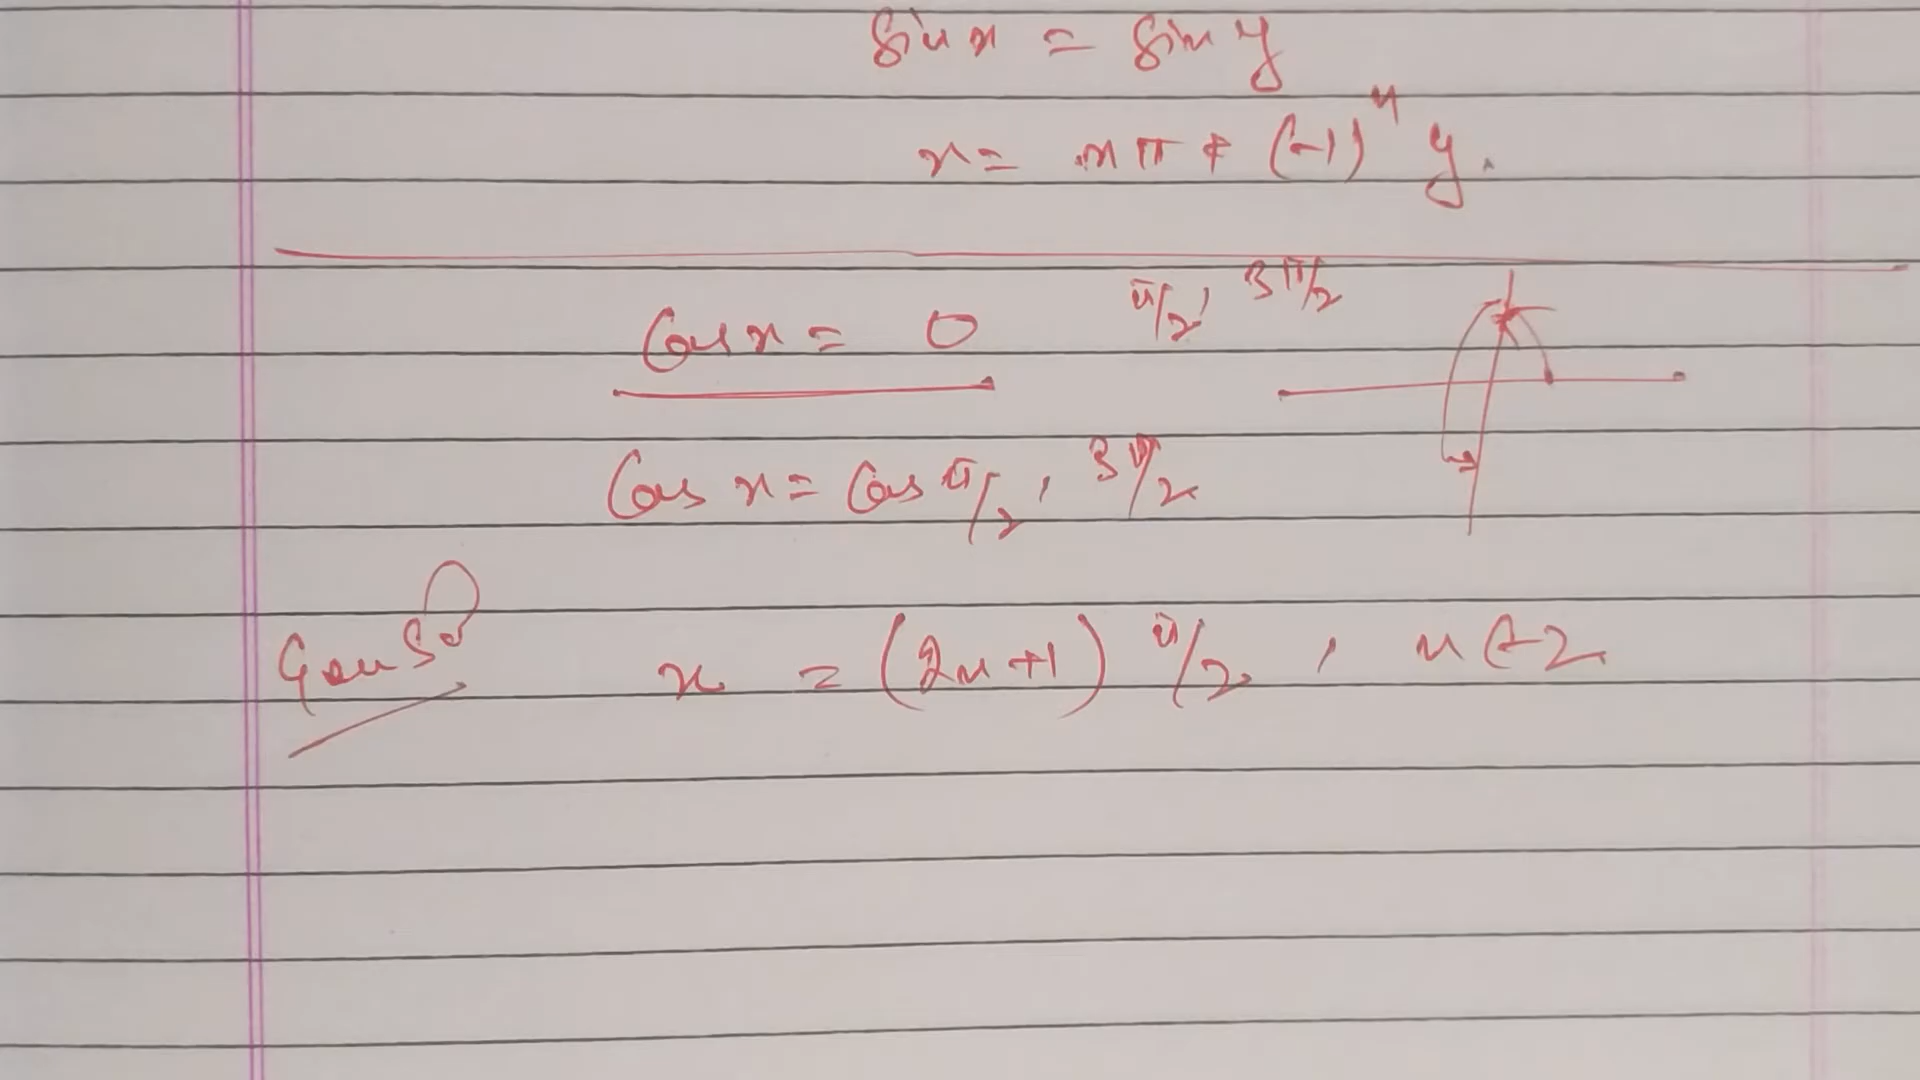 sin x = sin y
x = nπ + (-1)^n y.
Cos x = 0 π/2, 3π/2
Cos x = Cos π/2, 3π/2
Gen Sol x = (2n+1) π/2, n ∈ Z